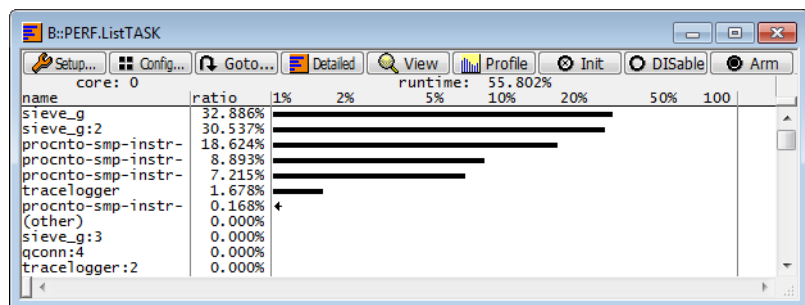 B::PERF.ListTASK
Setup... Config... Goto... Detailed View Profile Init DISable Arm
core: 0 runtime: 55.802%
name ratio 1% 2% 5% 10% 20% 50% 100
sieve_g 32.886%
sieve_g:2 30.537%
procnto-smp-instr- 18.624%
procnto-smp-instr- 8.893%
procnto-smp-instr- 7.215%
tracelogger 1.678%
procnto-smp-instr- 0.168%
(other) 0.000%
sieve_g:3 0.000%
qconn:4 0.000%
tracelogger:2 0.000%